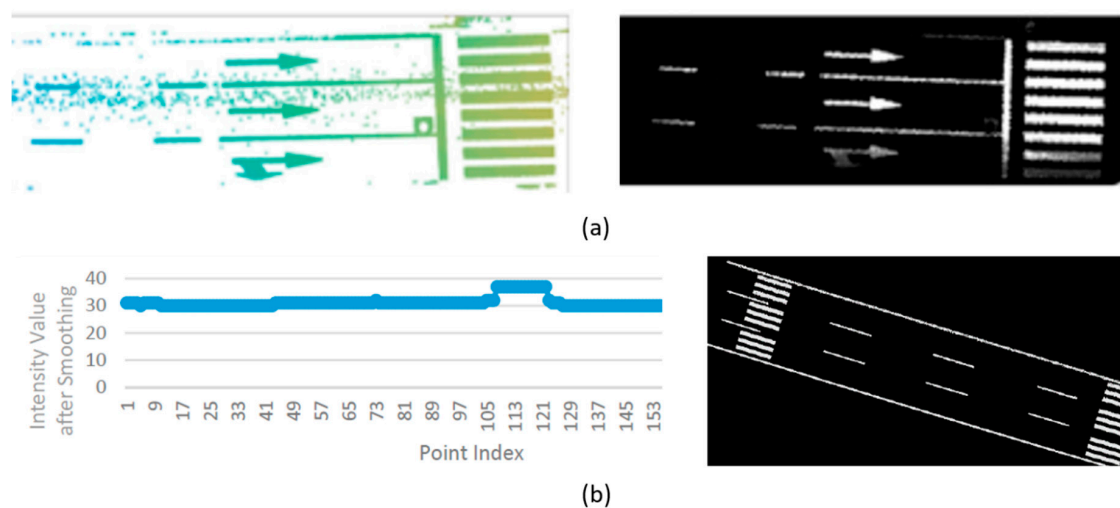 (a)
40
30
20
10
0
Intensity Value
after Smoothing
1 9 17 25 33 41 49 57 65 73 81 89 97 105 113 121 129 137 145 153
Point Index
(b)